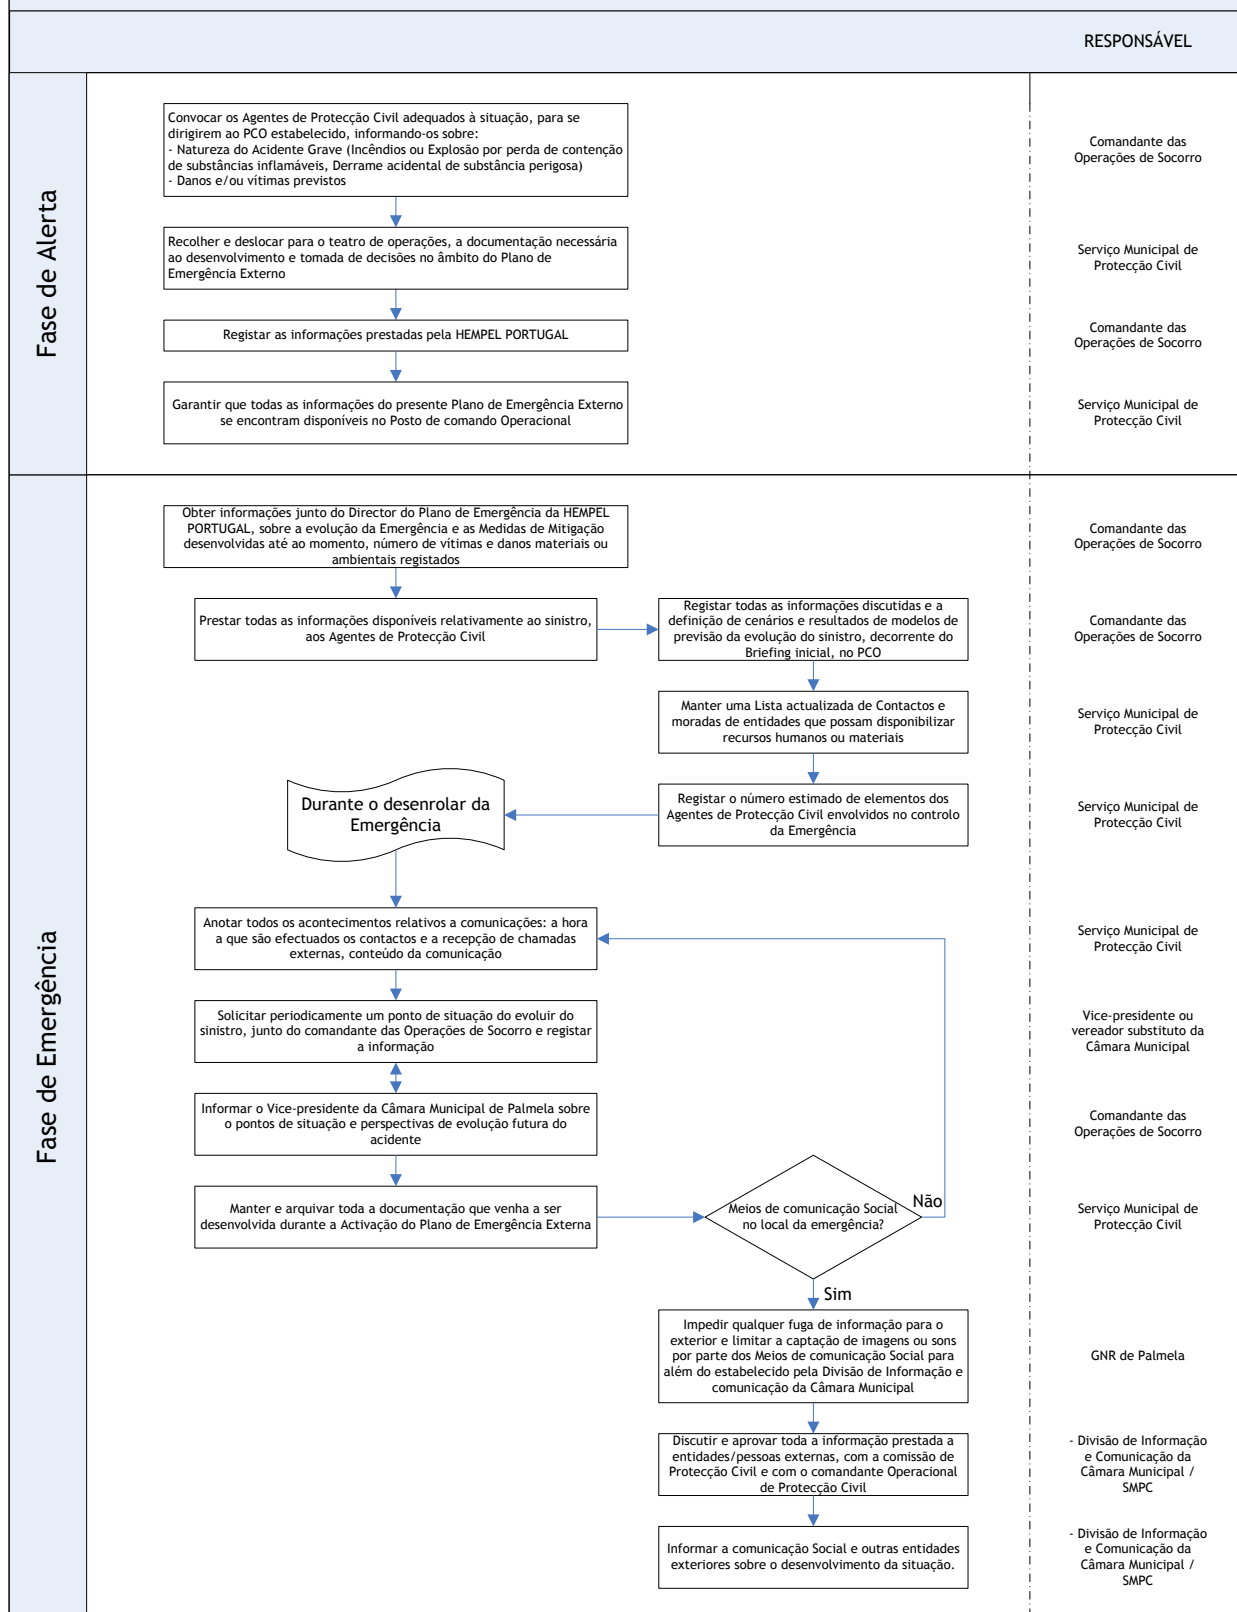 RESPONSÁVEL
Fase de Alerta
Convocar os Agentes de Protecção Civil adequados à situação, para se
dirigirem ao PCO estabelecido, informando-os sobre:
- Natureza do Acidente Grave (Incêndios ou Explosão por perda de contenção
de substâncias inflamáveis, Derrame acidental de substância perigosa)
- Danos e/ou vítimas previstos
Comandante das
Operações de Socorro
Recolher e deslocar para o teatro de operações, a documentação necessária
ao desenvolvimento e tomada de decisões no âmbito do Plano de
Emergência Externo
Serviço Municipal de
Protecção Civil
Registar as informações prestadas pela HEMPEL PORTUGAL
Comandante das
Operações de Socorro
Garantir que todas as informações do presente Plano de Emergência Externo
se encontram disponíveis no Posto de comando Operacional
Serviço Municipal de
Protecção Civil
Fase de Emergência
Obter informações junto do Director do Plano de Emergência da HEMPEL
PORTUGAL, sobre a evolução da Emergência e as Medidas de Mitigação
desenvolvidas até ao momento, número de vítimas e danos materiais ou
ambientais registados
Comandante das
Operações de Socorro
Prestar todas as informações disponíveis relativamente ao sinistro,
aos Agentes de Protecção Civil
Registar todas as informações discutidas e a
definição de cenários e resultados de modelos de
previsão da evolução do sinistro, decorrente do
Briefing inicial, no PCO
Comandante das
Operações de Socorro
Manter uma Lista actualizada de Contactos e
moradas de entidades que possam disponibilizar
recursos humanos ou materiais
Serviço Municipal de
Protecção Civil
Durante o desenrolar da
Emergência
Registar o número estimado de elementos dos
Agentes de Protecção Civil envolvidos no controlo
da Emergência
Serviço Municipal de
Protecção Civil
Anotar todos os acontecimentos relativos a comunicações: a hora
a que são efectuados os contactos e a recepção de chamadas
externas, conteúdo da comunicação
Serviço Municipal de
Protecção Civil
Solicitar periodicamente um ponto de situação do evoluir do
sinistro, junto do comandante das Operações de Socorro e registar
a informação
Vice-presidente ou
vereador substituto da
Câmara Municipal
Informar o Vice-presidente da Câmara Municipal de Palmela sobre
o pontos de situação e perspectivas de evolução futura do
acidente
Comandante das
Operações de Socorro
Manter e arquivar toda a documentação que venha a ser
desenvolvida durante a Activação do Plano de Emergência Externa
Meios de comunicação Social
no local da emergência?
Não
Serviço Municipal de
Protecção Civil
Sim
Impedir qualquer fuga de informação para o
exterior e limitar a captação de imagens ou sons
por parte dos Meios de comunicação Social para
além do estabelecido pela Divisão de Informação e
comunicação da Câmara Municipal
GNR de Palmela
Discutir e aprovar toda a informação prestada a
entidades/pessoas externas, com a comissão de
Protecção Civil e com o comandante Operacional
de Protecção Civil
- Divisão de Informação
e Comunicação da
Câmara Municipal /
SMPC
Informar a comunicação Social e outras entidades
exteriores sobre o desenvolvimento da situação.
- Divisão de Informação
e Comunicação da
Câmara Municipal /
SMPC